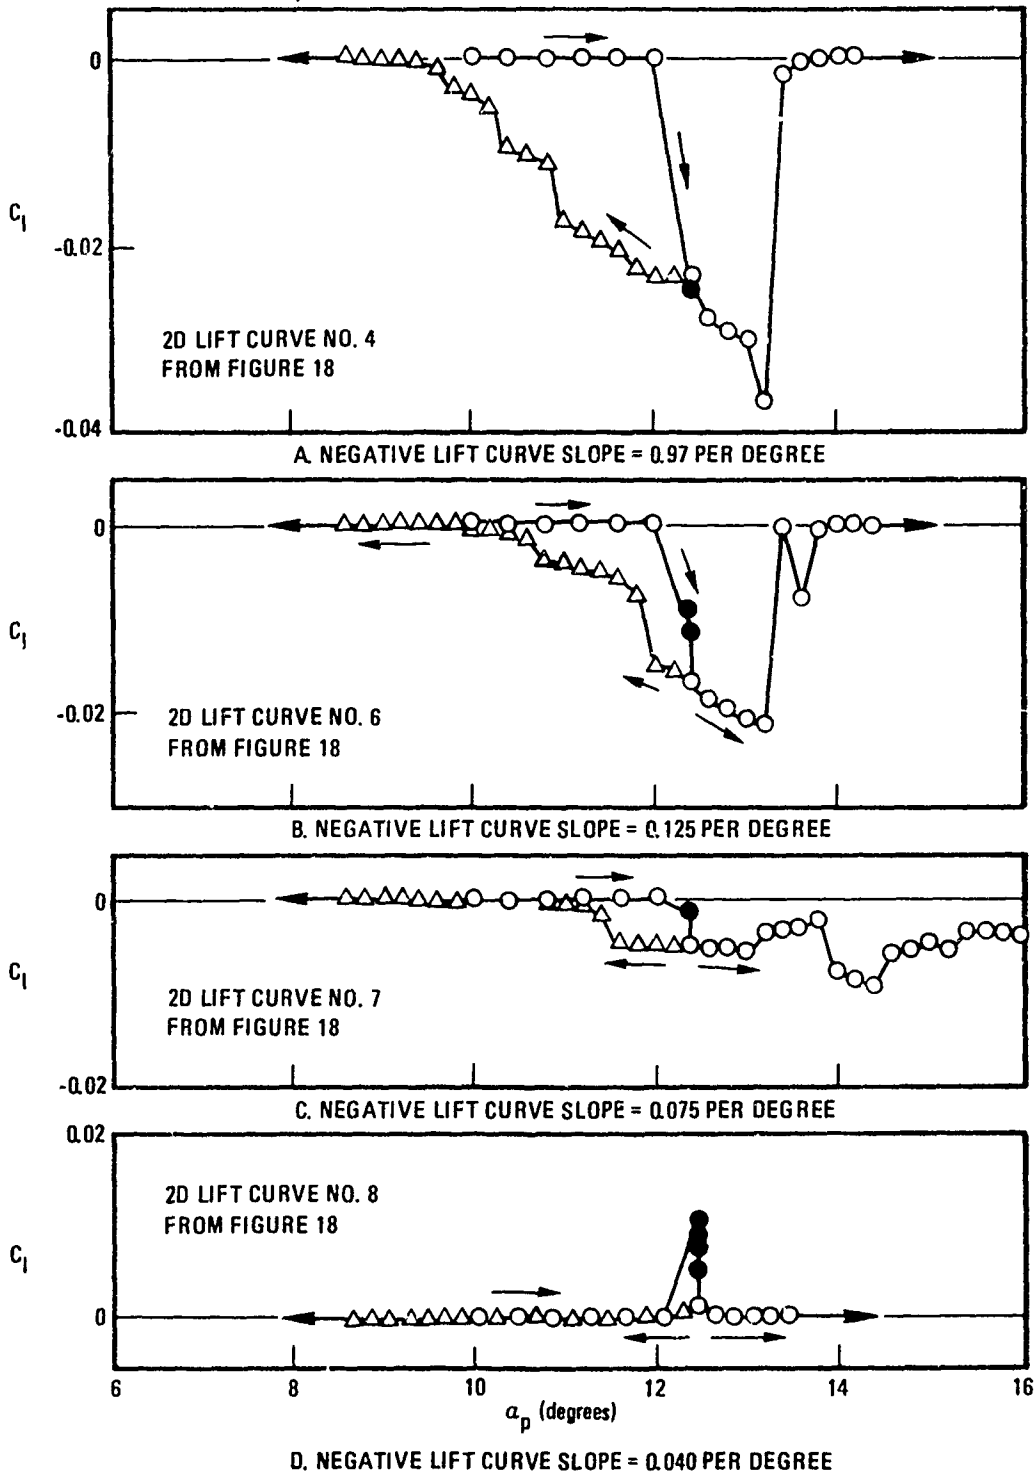 0
C_l
-0.02
2D LIFT CURVE NO. 4
FROM FIGURE 18
-0.04
A. NEGATIVE LIFT CURVE SLOPE = 0.97 PER DEGREE
0
C_l
-0.02
2D LIFT CURVE NO. 6
FROM FIGURE 18
B. NEGATIVE LIFT CURVE SLOPE = 0.125 PER DEGREE
0
C_l
2D LIFT CURVE NO. 7
FROM FIGURE 18
-0.02
C. NEGATIVE LIFT CURVE SLOPE = 0.075 PER DEGREE
0.02
2D LIFT CURVE NO. 8
FROM FIGURE 18
C_l
0
6 8 10 12 14 16
α_p (degrees)
D. NEGATIVE LIFT CURVE SLOPE = 0.040 PER DEGREE